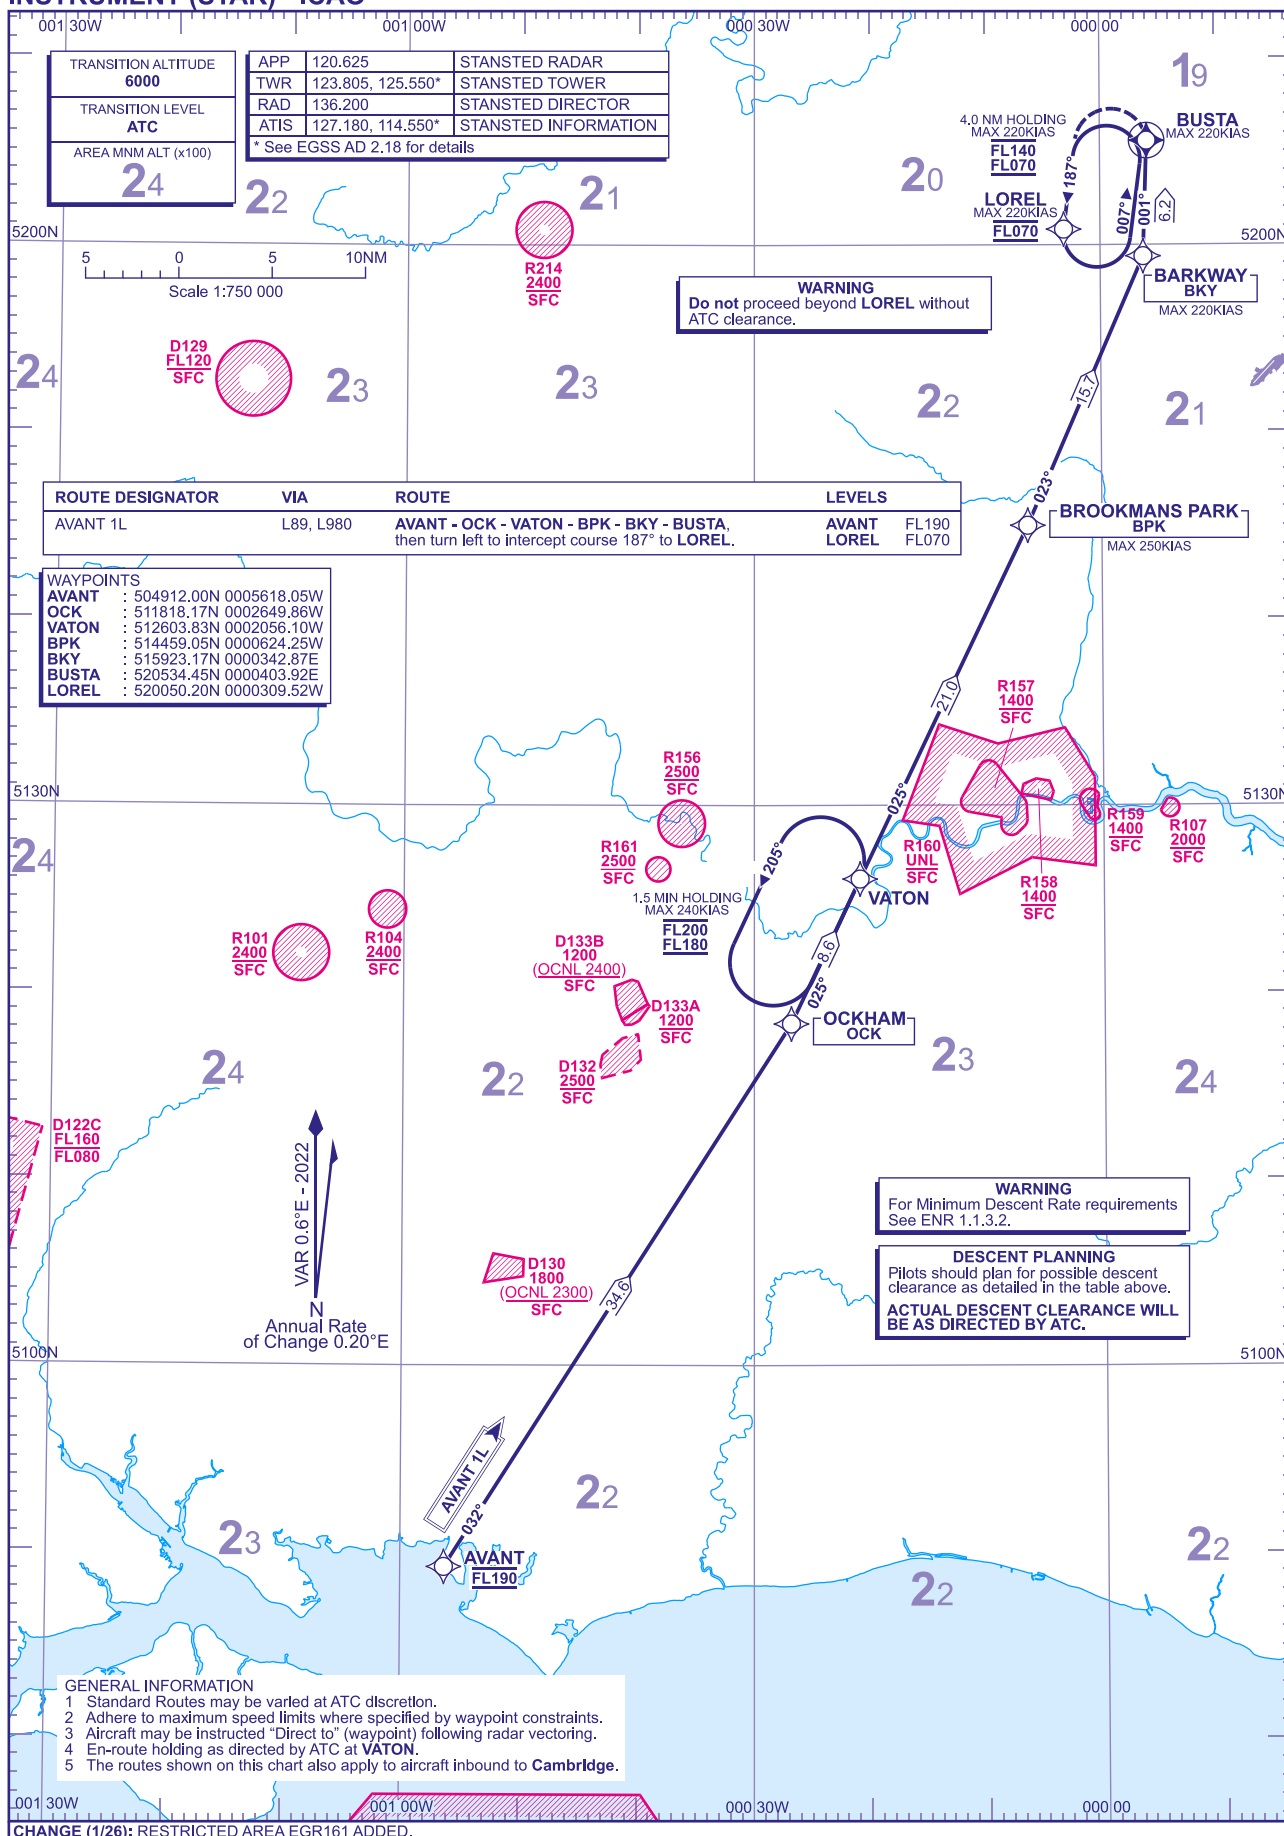 INSTRUMENT (STAR) - ICAO
001 30W
001 00W
000 30W
000 00
TRANSITION ALTITUDE
6000
TRANSITION LEVEL
ATC
AREA MNM ALT (x100)
24
APP 120.625 STANSTED RADAR
TWR 123.805, 125.550* STANSTED TOWER
RAD 136.200 STANSTED DIRECTOR
ATIS 127.180, 114.550* STANSTED INFORMATION
* See EGSS AD 2.18 for details
19
4.0 NM HOLDING
MAX 220KIAS
FL140
FL070
BUSTA
MAX 220KIAS
22
21
20
187°
007°
001°
6.2
LOREL
MAX 220KIAS
FL070
5200N
5200N
5 0 5 10NM
Scale 1:750 000
R214
2400
SFC
BARKWAY
BKY
MAX 220KIAS
WARNING
Do not proceed beyond LOREL without
ATC clearance.
D129
FL120
SFC
24
23
23
22
21
15.7
023°
ROUTE DESIGNATOR VIA ROUTE LEVELS
AVANT 1L L89, L980 AVANT - OCK - VATON - BPK - BKY - BUSTA, AVANT FL190
then turn left to intercept course 187° to LOREL. LOREL FL070
BROOKMANS PARK
BPK
MAX 250KIAS
WAYPOINTS
AVANT : 504912.00N 0005618.05W
OCK : 511818.17N 0002649.86W
VATON : 512603.83N 0002056.10W
BPK : 514459.05N 0000624.25W
BKY : 515923.17N 0000342.87E
BUSTA : 520534.45N 0000403.92E
LOREL : 520050.20N 0000309.52W
21.0
R157
1400
SFC
R156
2500
SFC
5130N
5130N
025°
R159
1400
SFC
R107
2000
SFC
24
R161
2500
SFC
205°
R160
UNL
SFC
R158
1400
SFC
1.5 MIN HOLDING
MAX 240KIAS
FL200
FL180
VATON
R101
2400
SFC
R104
2400
SFC
D133B
1200
(OCNL 2400)
SFC
8.6
025°
D133A
1200
SFC
OCKHAM
OCK
D132
2500
SFC
24
22
23
24
D122C
FL160
FL080
VAR 0.6°E - 2022
N
Annual Rate
of Change 0.20°E
WARNING
For Minimum Descent Rate requirements
See ENR 1.1.3.2.
DESCENT PLANNING
Pilots should plan for possible descent
clearance as detailed in the table above.
ACTUAL DESCENT CLEARANCE WILL
BE AS DIRECTED BY ATC.
D130
1800
(OCNL 2300)
SFC
34.6
5100N
5100N
AVANT 1L
032°
22
23
AVANT
FL190
22
22
GENERAL INFORMATION
1 Standard Routes may be varied at ATC discretion.
2 Adhere to maximum speed limits where specified by waypoint constraints.
3 Aircraft may be instructed “Direct to” (waypoint) following radar vectoring.
4 En-route holding as directed by ATC at VATON.
5 The routes shown on this chart also apply to aircraft inbound to Cambridge.
001 30W
001 00W
000 30W
000 00
CHANGE (1/26): RESTRICTED AREA EGR161 ADDED.